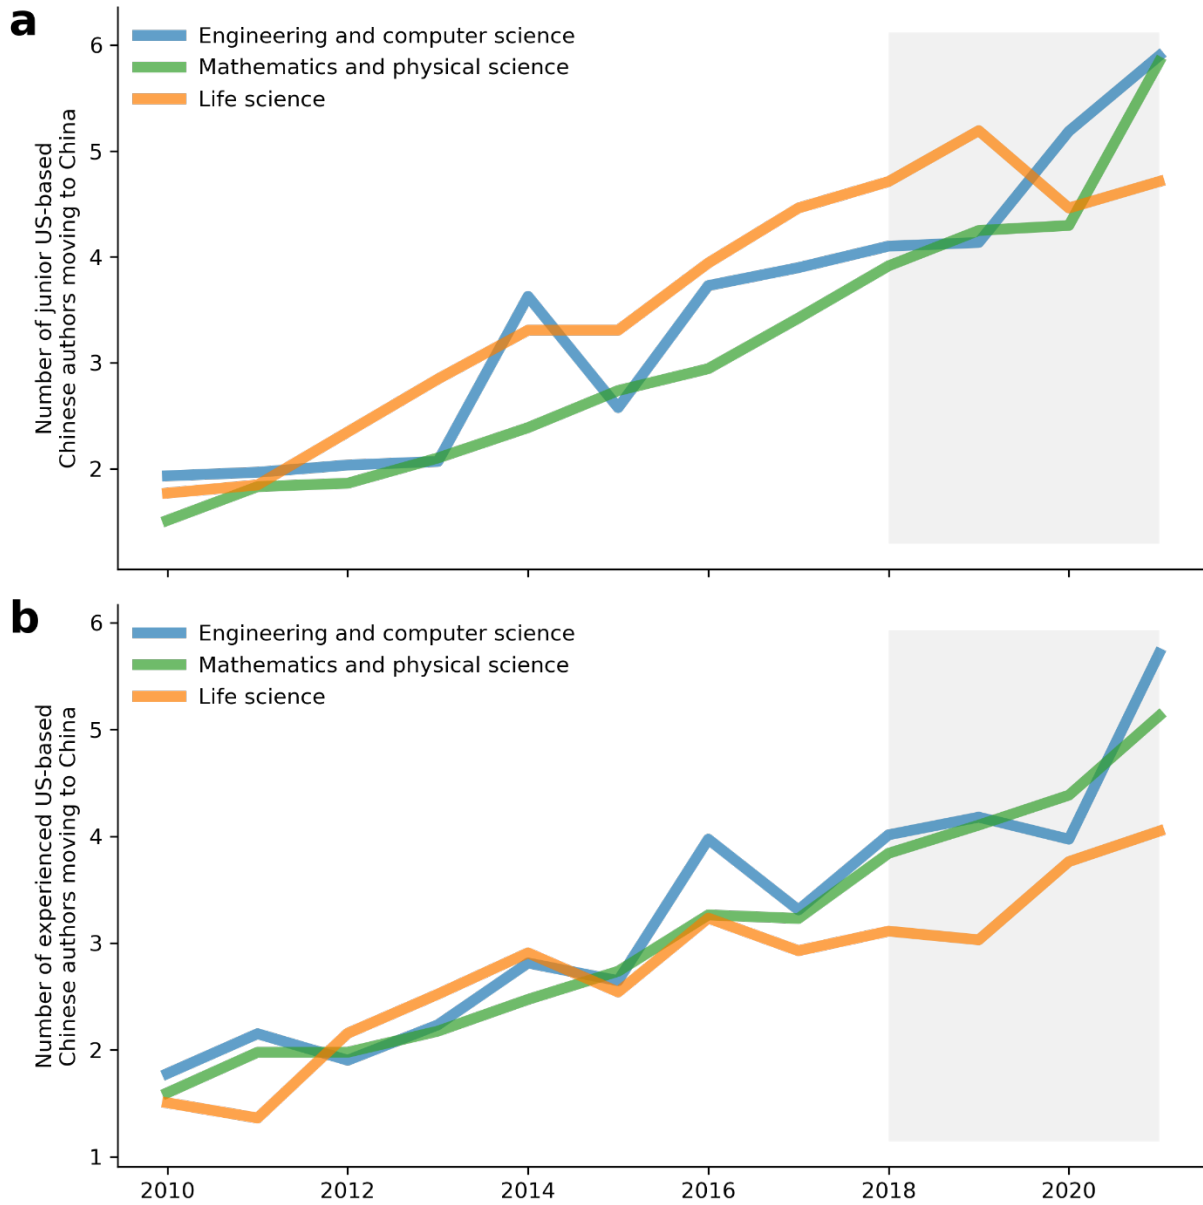 a
Engineering and computer science
Mathematics and physical science
Life science
Number of junior US-based
Chinese authors moving to China
6
5
4
3
2
b
Engineering and computer science
Mathematics and physical science
Life science
Number of experienced US-based
Chinese authors moving to China
6
5
4
3
2
1
2010 2012 2014 2016 2018 2020